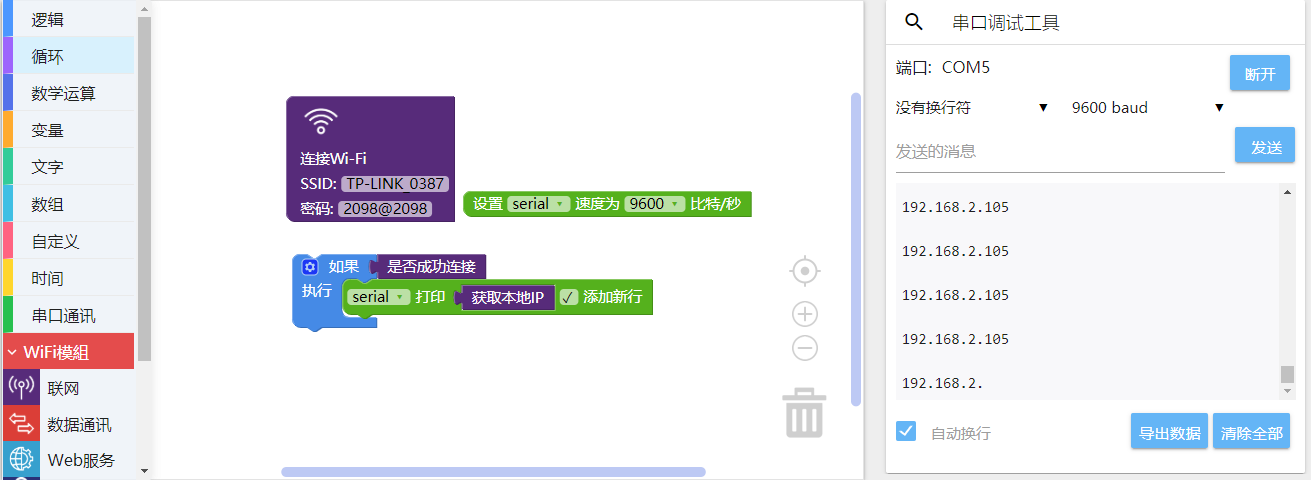 逻辑
循环
数学运算
变量
文字
数组
自定义
时间
串口通讯
WiFi模組
联网
数据通讯
Web服务
连接Wi-Fi
SSID: TP-LINK_0387
密码: 2098@2098
设置 serial 速度为 9600 比特/秒
如果 是否成功连接
执行 serial 打印 获取本地IP 添加新行
串口调试工具
端口: COM5
断开
没有换行符 9600 baud
发送的消息 发送
192.168.2.105
192.168.2.105
192.168.2.105
192.168.2.105
192.168.2.
自动换行 导出数据 清除全部